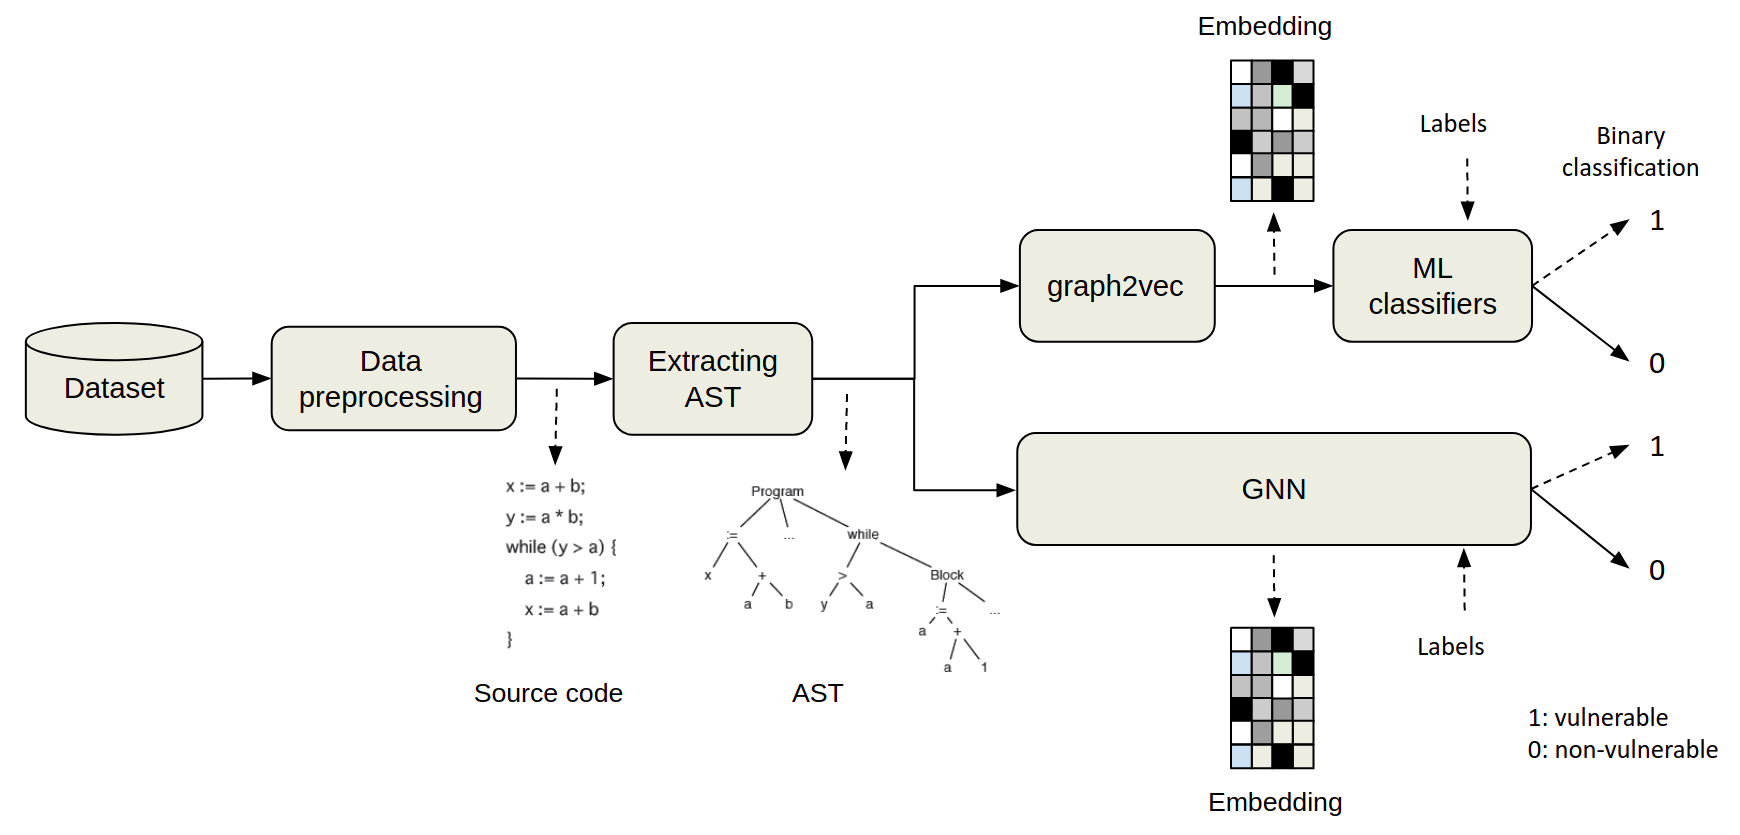 Embedding
Labels
Binary
classification
1
graph2vec
ML
classifiers
0
Dataset
Data
preprocessing
Extracting
AST
1
GNN
0
x := a + b;
y := a * b;
while (y > a) {
a := a + 1;
x := a + b
}
Source code
Program
:= ... while
x + > Block
a b y a := ...
a +
a 1
AST
Labels
Embedding
1: vulnerable
0: non-vulnerable